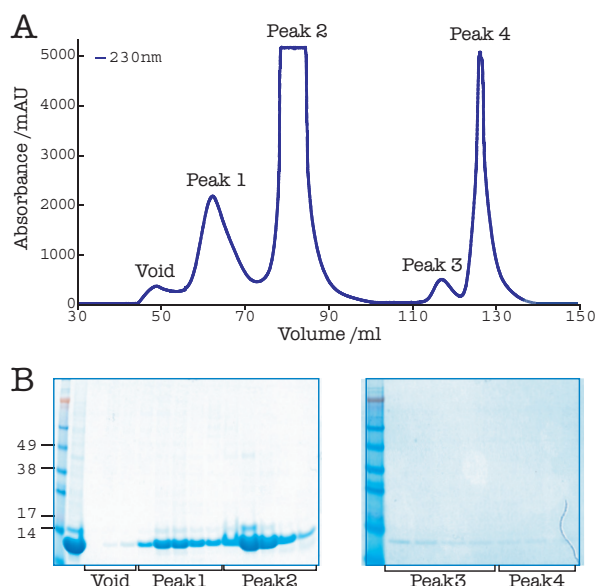 A
Peak 2
Peak 4
5000
230nm
4000
Absorbance /mAU
3000
Peak 1
2000
1000
Void
Peak 3
0
30 50 70 90 110 130 150
Volume /ml
B
49
38
17
14
Void Peak1 Peak2 Peak3 Peak4